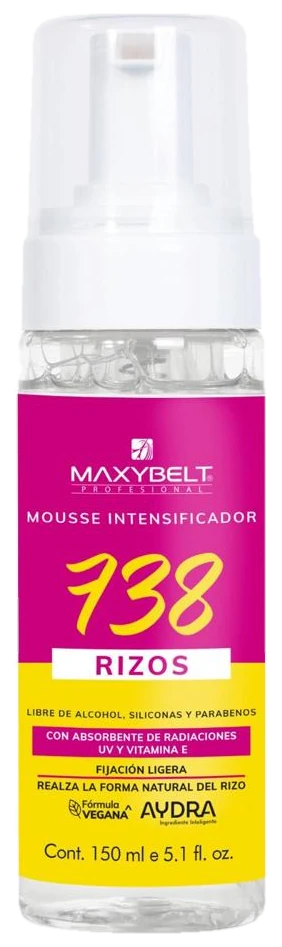 MAXYBELT®
PROFESIONAL
MOUSSE INTENSIFICADOR
738
RIZOS
LIBRE DE ALCOHOL, SILICONAS Y PARABENOS
CON ABSORBENTE DE RADIACIONES
UV Y VITAMINA E
FIJACIÓN LIGERA
REALZA LA FORMA NATURAL DEL RIZO
Fórmula
VEGANA
AYDRA
Ingrediente Inteligente
Cont. 150 ml e 5.1 fl. oz.